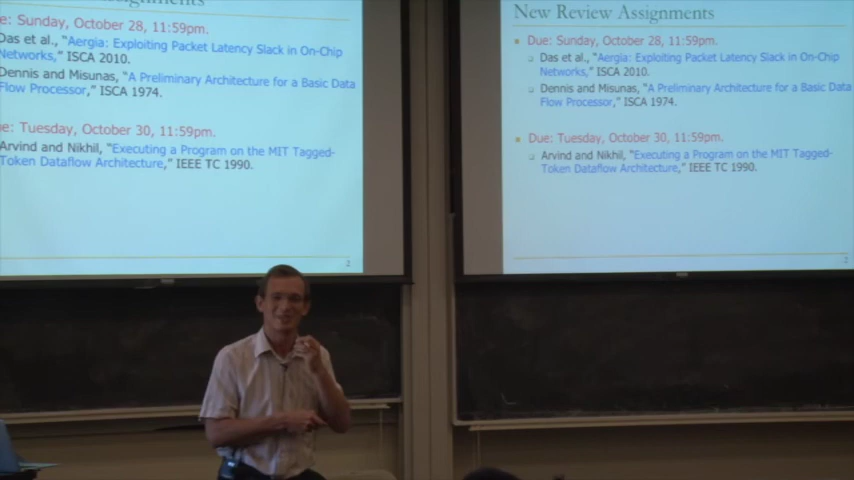 e: Sunday, October 28, 11:59pm.
Das et al., “Aergia: Exploiting Packet Latency Slack in On-Chip
Networks,” ISCA 2010.
Dennis and Misunas, “A Preliminary Architecture for a Basic Data
Flow Processor,” ISCA 1974.
e: Tuesday, October 30, 11:59pm.
Arvind and Nikhil, “Executing a Program on the MIT Tagged-
Token Dataflow Architecture,” IEEE TC 1990.
2
New Review Assignments
Due: Sunday, October 28, 11:59pm.
Das et al., “Aergia: Exploiting Packet Latency Slack in On-Chip
Networks,” ISCA 2010.
Dennis and Misunas, “A Preliminary Architecture for a Basic Data
Flow Processor,” ISCA 1974.
Due: Tuesday, October 30, 11:59pm.
Arvind and Nikhil, “Executing a Program on the MIT Tagged-
Token Dataflow Architecture,” IEEE TC 1990.
2